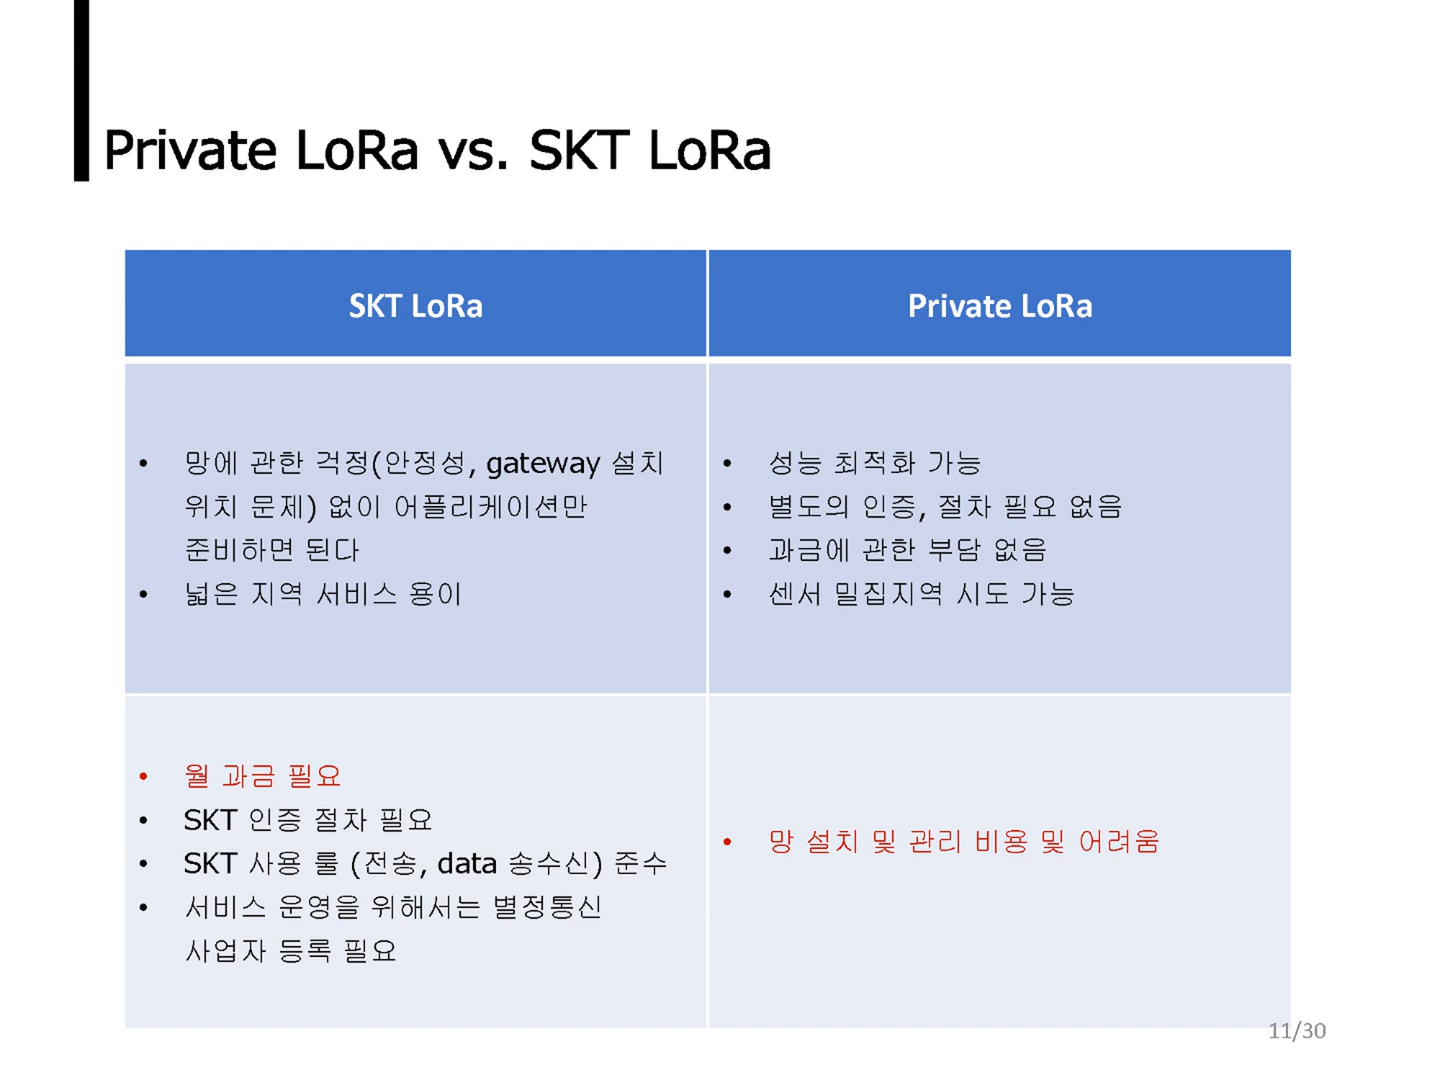 Private LoRa vs. SKT LoRa
SKT LoRa
Private LoRa
• 망에 관한 걱정(안정성, gateway 설치
위치 문제) 없이 어플리케이션만
준비하면 된다
• 넓은 지역 서비스 용이
• 성능 최적화 가능
• 별도의 인증, 절차 필요 없음
• 과금에 관한 부담 없음
• 센서 밀집지역 시도 가능
• 월 과금 필요
• SKT 인증 절차 필요
• SKT 사용 룰 (전송, data 송수신) 준수
• 서비스 운영을 위해서는 별정통신
사업자 등록 필요
• 망 설치 및 관리 비용 및 어려움
11/30